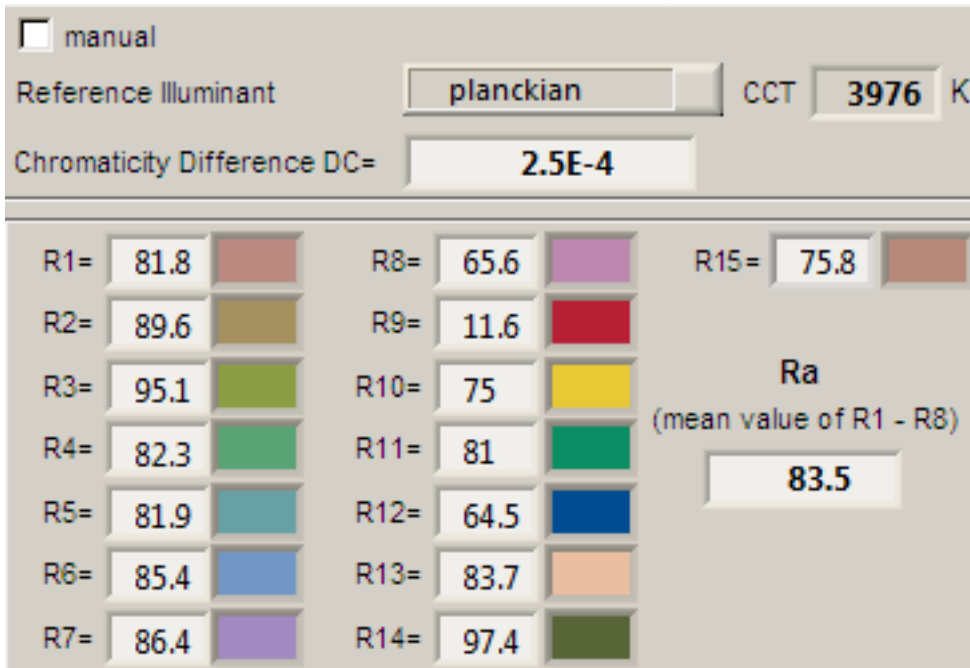 manual
Reference Illuminant planckian CCT 3976 K
Chromaticity Difference DC= 2.5E-4
R1= 81.8 R8= 65.6 R15= 75.8
R2= 89.6 R9= 11.6
R3= 95.1 R10= 75 Ra
R4= 82.3 R11= 81 (mean value of R1 - R8)
R5= 81.9 R12= 64.5 83.5
R6= 85.4 R13= 83.7
R7= 86.4 R14= 97.4